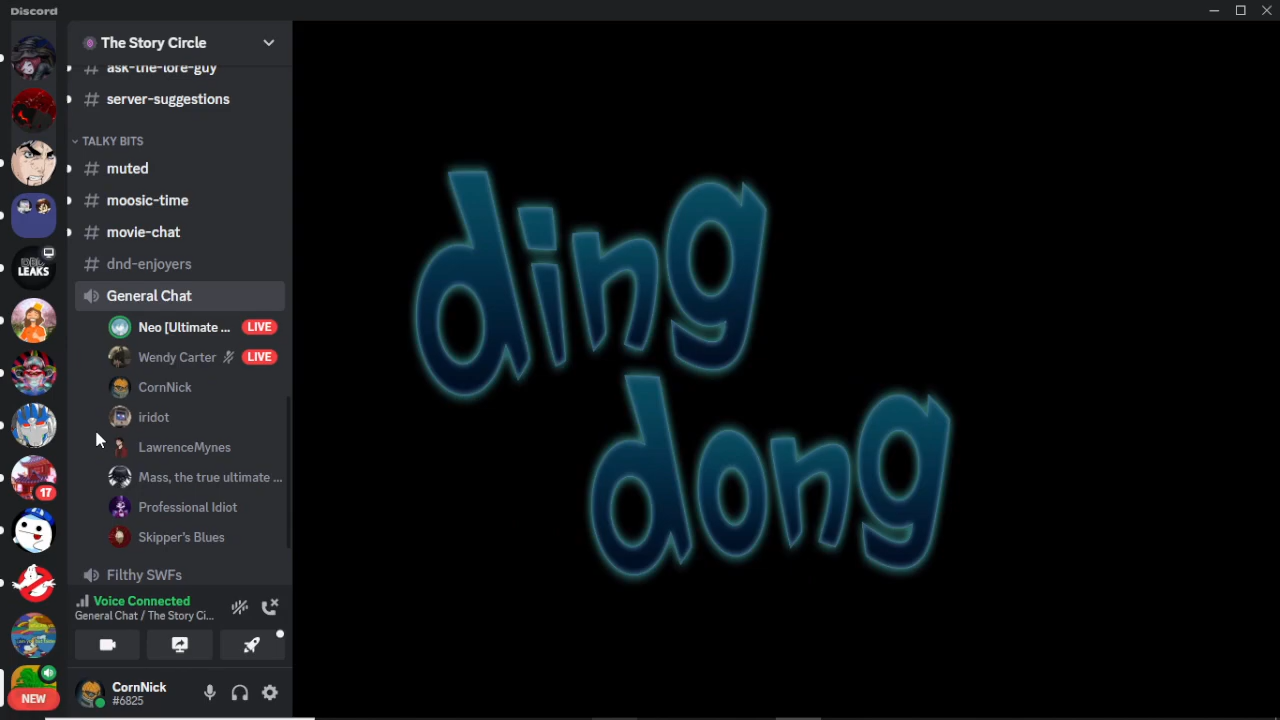 Discord
The Story Circle
# ask-the-lore-guy
# server-suggestions
TALKY BITS
# muted
# moosic-time
# movie-chat
# dnd-enjoyers
General Chat
Neo [Ultimate ... LIVE
Wendy Carter LIVE
CornNick
iridot
LawrenceMynes
Mass, the true ultimate ...
Professional Idiot
Skipper's Blues
Filthy SWFs
Voice Connected
General Chat / The Story Ci...
CornNick
#6825
LEAKS
17
NEW
ding
dong